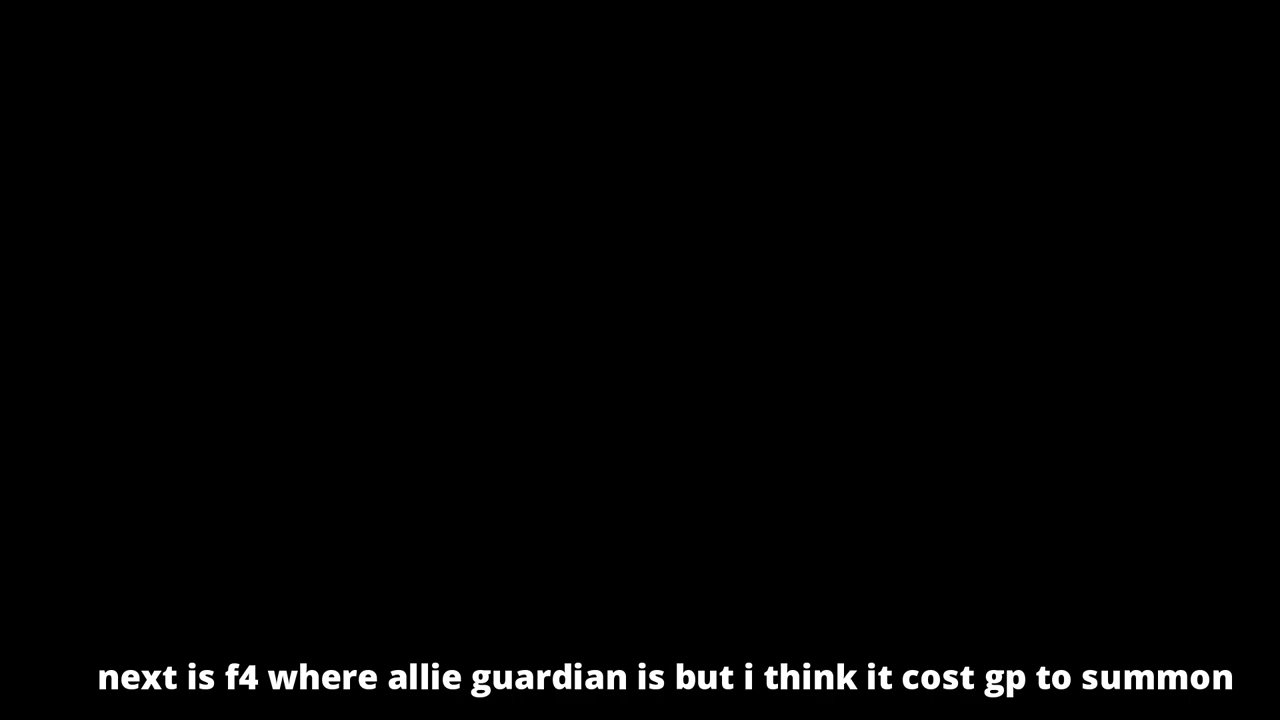 next is f4 where allie guardian is but i think it cost gp to summon